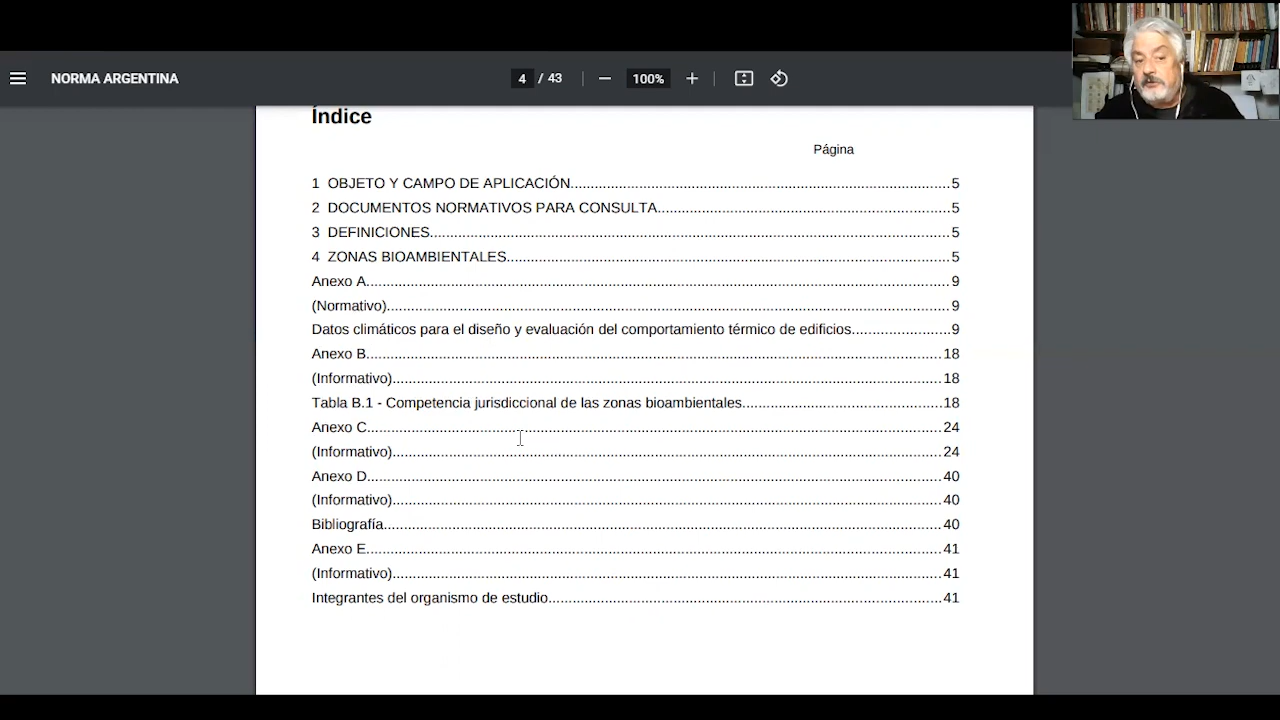 NORMA ARGENTINA
4 / 43
100%
Índice
Página
1 OBJETO Y CAMPO DE APLICACIÓN...5
2 DOCUMENTOS NORMATIVOS PARA CONSULTA...5
3 DEFINICIONES...5
4 ZONAS BIOAMBIENTALES...5
Anexo A...9
(Normativo)...9
Datos climáticos para el diseño y evaluación del comportamiento térmico de edificios...9
Anexo B...18
(Informativo)...18
Tabla B.1 - Competencia jurisdiccional de las zonas bioambientales...18
Anexo C...24
(Informativo)...24
Anexo D...40
(Informativo)...40
Bibliografía...40
Anexo E...41
(Informativo)...41
Integrantes del organismo de estudio...41